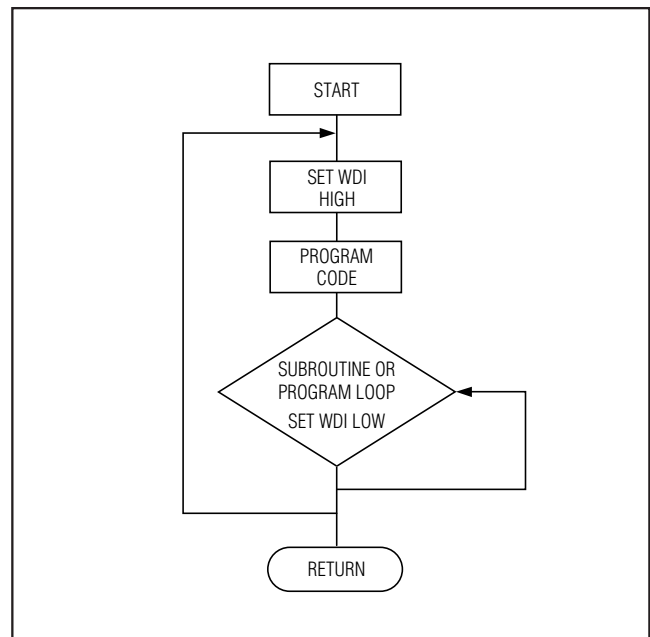 START
SET WDI
HIGH
PROGRAM
CODE
SUBROUTINE OR
PROGRAM LOOP
SET WDI LOW
RETURN